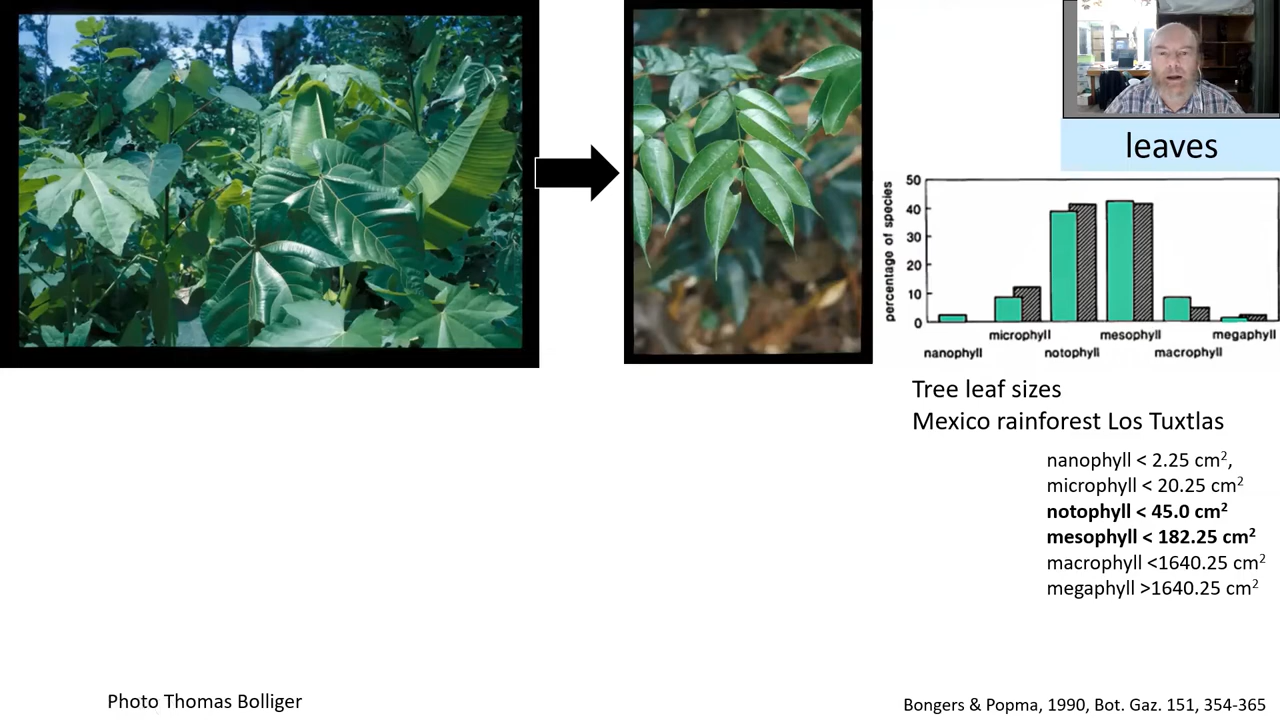 leaves
percentage of species
50
40
30
20
10
0
microphyll mesophyll megaphyll
nanophyll notophyll macrophyll
Tree leaf sizes
Mexico rainforest Los Tuxtlas
nanophyll < 2.25 cm²,
microphyll < 20.25 cm²
notophyll < 45.0 cm²
mesophyll < 182.25 cm²
macrophyll <1640.25 cm²
megaphyll >1640.25 cm²
Photo Thomas Bolliger
Bongers & Popma, 1990, Bot. Gaz. 151, 354-365